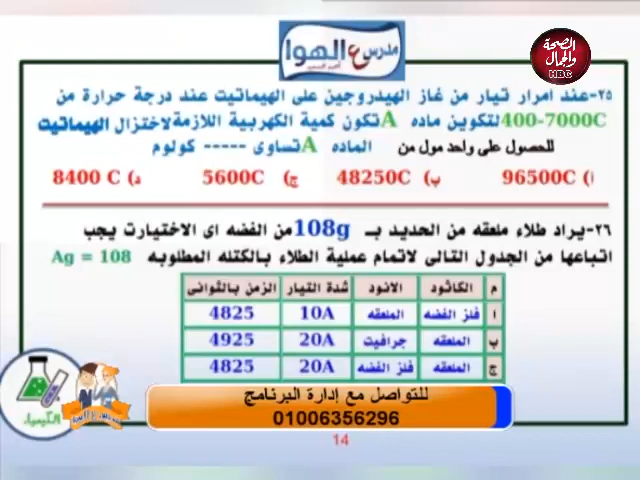 مدرس ع الهوا
الصحة والجمال
HBC
٢٥-عند امرار تيار من غاز الهيدروجين على الهيماتيت عند درجة حرارة من
400-7000C لتكوين ماده A تكون كمية الكهربية اللازمة لاختزال الهيماتيت
للحصول على واحد مول من الماده A تساوى ----- كولوم
أ) 96500C ب) 48250C ج) 5600C د) 8400 C
٢٦-يراد طلاء ملعقه من الحديد بـ 108g من الفضه اى الاختيارت يجب
اتباعها من الجدول التالى لاتمام عملية الطلاء بالكتله المطلوبه Ag = 108
م الكاثود الانود شدة التيار الزمن بالثوانى
ا فلز الفضه الملعقه 10A 4825
ب الملعقه جرافيت 20A 4925
ج الملعقه فلز الفضه 20A 4825
للتواصل مع إدارة البرنامج
01006356296
الكيمياء
14